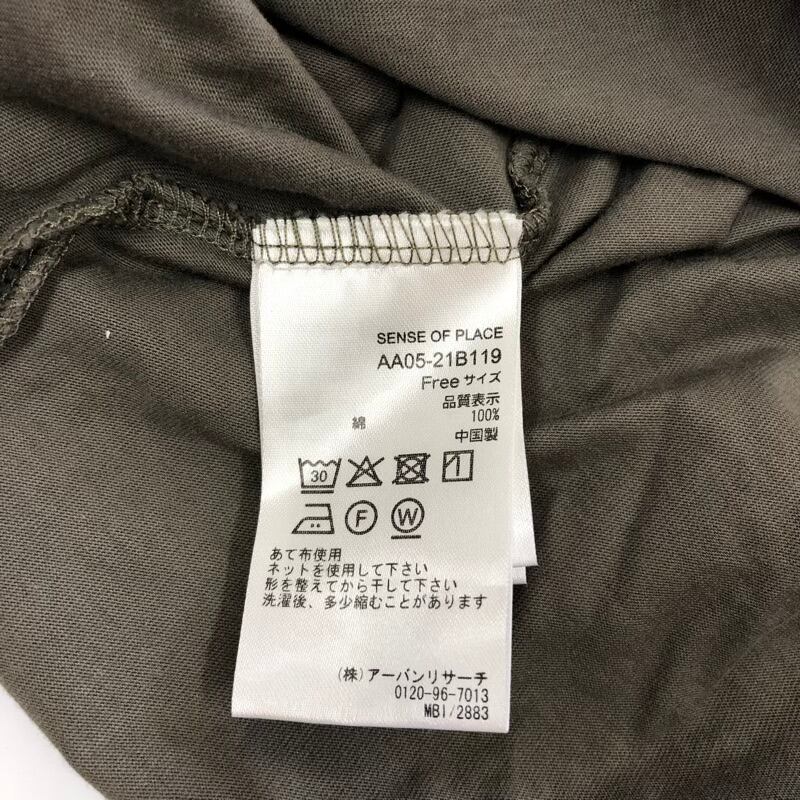 SENSE OF PLACE
AA05-21B119
Free サイズ
品質表示
綿 100%
中国製
30
F W
あて布使用
ネットを使用して下さい
形を整えてから干して下さい
洗濯後、多少縮むことがあります
(株)アーバンリサーチ
0120-96-7013
MBI/2883